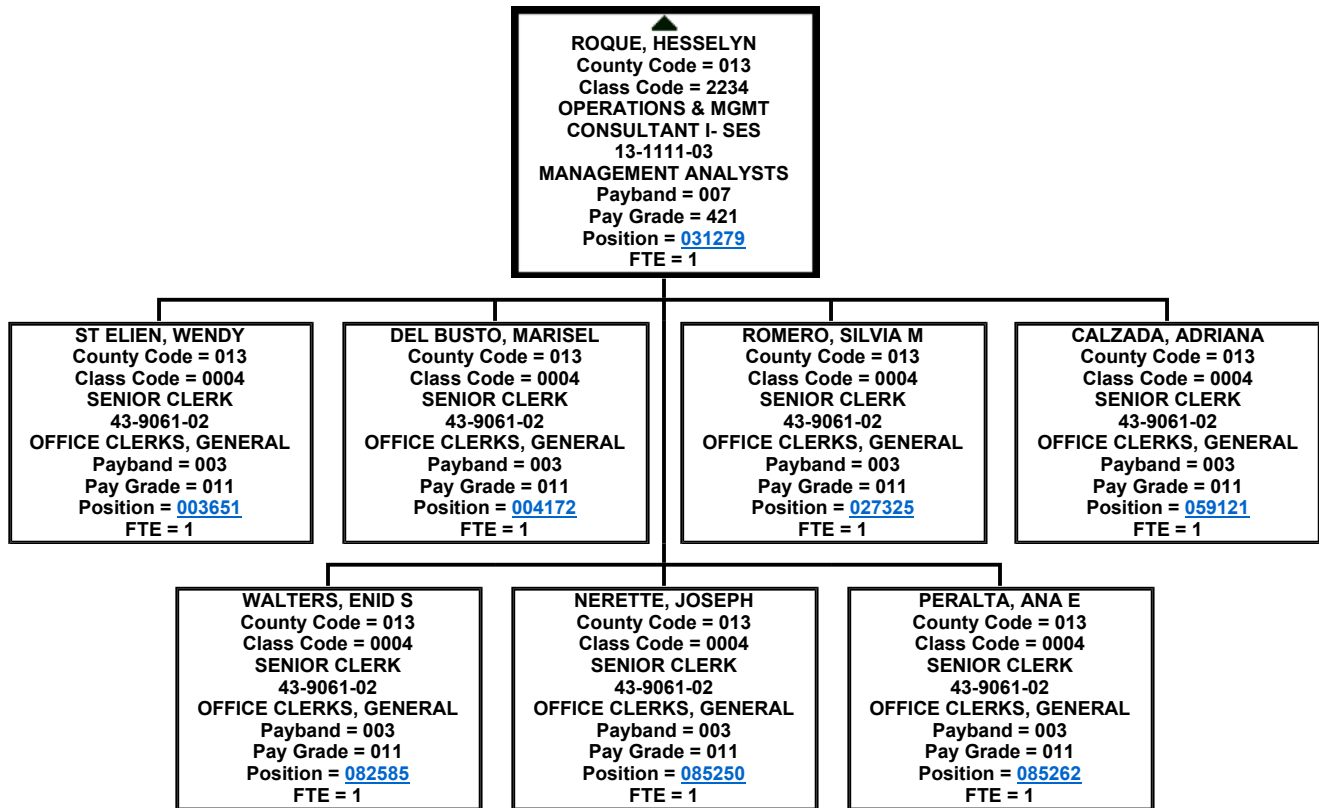 ROQUE, HESSELYN
County Code = 013
Class Code = 2234
OPERATIONS & MGMT
CONSULTANT I- SES
13-1111-03
MANAGEMENT ANALYSTS
Payband = 007
Pay Grade = 421
Position = 031279
FTE = 1
ST ELIEN, WENDY
County Code = 013
Class Code = 0004
SENIOR CLERK
43-9061-02
OFFICE CLERKS, GENERAL
Payband = 003
Pay Grade = 011
Position = 003651
FTE = 1
DEL BUSTO, MARISEL
County Code = 013
Class Code = 0004
SENIOR CLERK
43-9061-02
OFFICE CLERKS, GENERAL
Payband = 003
Pay Grade = 011
Position = 004172
FTE = 1
ROMERO, SILVIA M
County Code = 013
Class Code = 0004
SENIOR CLERK
43-9061-02
OFFICE CLERKS, GENERAL
Payband = 003
Pay Grade = 011
Position = 027325
FTE = 1
CALZADA, ADRIANA
County Code = 013
Class Code = 0004
SENIOR CLERK
43-9061-02
OFFICE CLERKS, GENERAL
Payband = 003
Pay Grade = 011
Position = 059121
FTE = 1
WALTERS, ENID S
County Code = 013
Class Code = 0004
SENIOR CLERK
43-9061-02
OFFICE CLERKS, GENERAL
Payband = 003
Pay Grade = 011
Position = 082585
FTE = 1
NERETTE, JOSEPH
County Code = 013
Class Code = 0004
SENIOR CLERK
43-9061-02
OFFICE CLERKS, GENERAL
Payband = 003
Pay Grade = 011
Position = 085250
FTE = 1
PERALTA, ANA E
County Code = 013
Class Code = 0004
SENIOR CLERK
43-9061-02
OFFICE CLERKS, GENERAL
Payband = 003
Pay Grade = 011
Position = 085262
FTE = 1